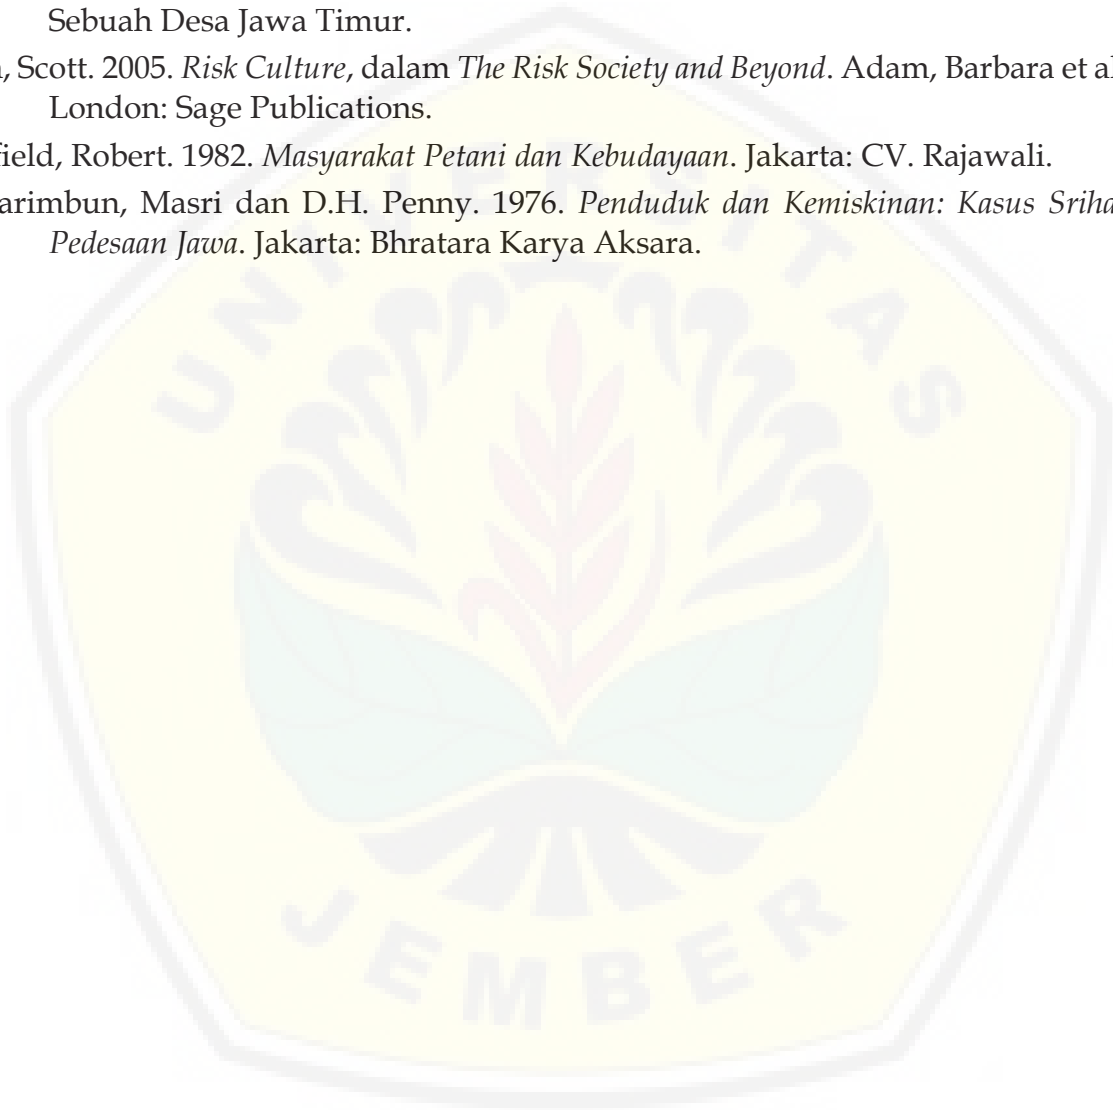 Sebuah Desa Jawa Timur.
, Scott. 2005. Risk Culture, dalam The Risk Society and Beyond. Adam, Barbara et al
London: Sage Publications.
field, Robert. 1982. Masyarakat Petani dan Kebudayaan. Jakarta: CV. Rajawali.
arimbun, Masri dan D.H. Penny. 1976. Penduduk dan Kemiskinan: Kasus Sriha
Pedesaan Jawa. Jakarta: Bhratara Karya Aksara.
UNIVERSITAS
JEMBER